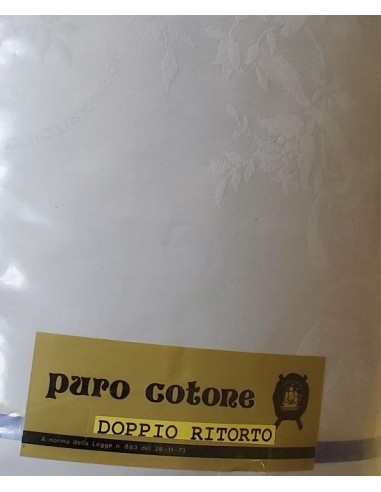 puro cotone
DOPPIO RITORTO
A norma della Legge n. 883 del 26-11-73